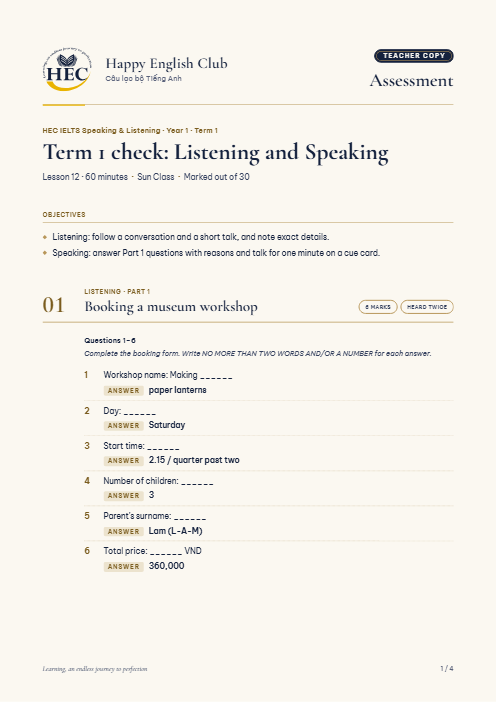 Learning, an endless journey to perfection
HEC
Happy English Club
Câu lạc bộ Tiếng Anh
TEACHER COPY
Assessment
HEC IELTS Speaking & Listening · Year 1 · Term 1
Term 1 check: Listening and Speaking
Lesson 12 · 60 minutes · Sun Class · Marked out of 30
OBJECTIVES
Listening: follow a conversation and a short talk, and note exact details.
Speaking: answer Part 1 questions with reasons and talk for one minute on a cue card.
01
LISTENING · PART 1
Booking a museum workshop
6 MARKS
HEARD TWICE
Questions 1–6
Complete the booking form. Write NO MORE THAN TWO WORDS AND/OR A NUMBER for each answer.
1 Workshop name: Making ______
ANSWER paper lanterns
2 Day: ______
ANSWER Saturday
3 Start time: ______
ANSWER 2.15 / quarter past two
4 Number of children: ______
ANSWER 3
5 Parent's surname: ______
ANSWER Lam (L-A-M)
6 Total price: ______ VND
ANSWER 360,000
Learning, an endless journey to perfection
1 / 4